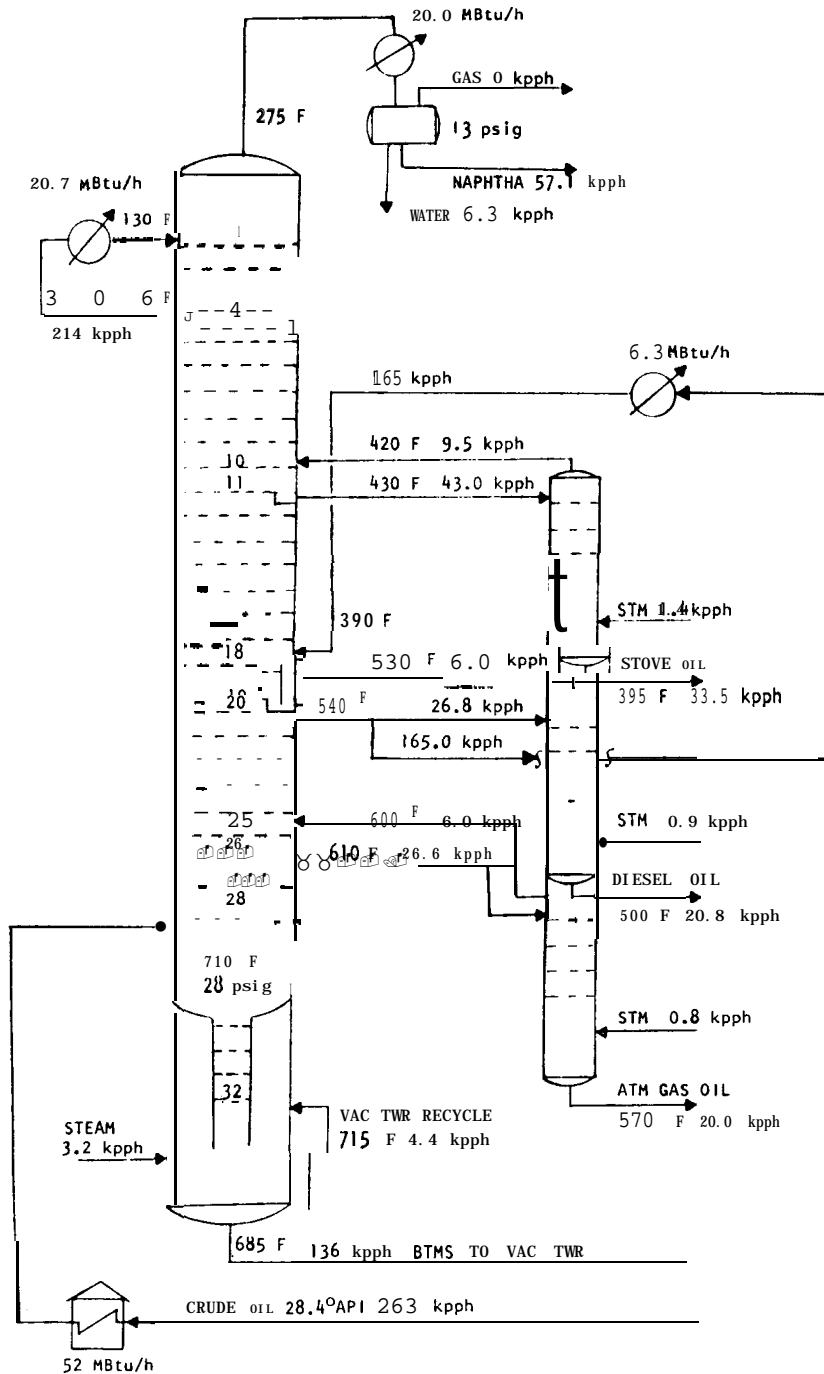 20.0 MBtu/h
GAS 0 kpph
275 F
13 psig
20.7 MBtu/h
NAPHTHA 57.1 kpph
130 F
WATER 6.3 kpph
1
3 0 6 F
4
214 kpph
6.3 MBtu/h
165 kpph
420 F 9.5 kpph
10
11
430 F 43.0 kpph
STM 1.4 kpph
390 F
18
530 F 6.0 kpph
STOVE OIL
395 F 33.5 kpph
20
540 F
26.8 kpph
165.0 kpph
25
600 F 6.0 kpph
STM 0.9 kpph
26
610 F 26.6 kpph
DIESEL OIL
28
500 F 20.8 kpph
710 F
28 psig
STM 0.8 kpph
32
ATM GAS OIL
570 F 20.0 kpph
VAC TWR RECYCLE
715 F 4.4 kpph
STEAM
3.2 kpph
685 F
136 kpph BTMS TO VAC TWR
CRUDE OIL 28.4°API 263 kpph
52 MBtu/h